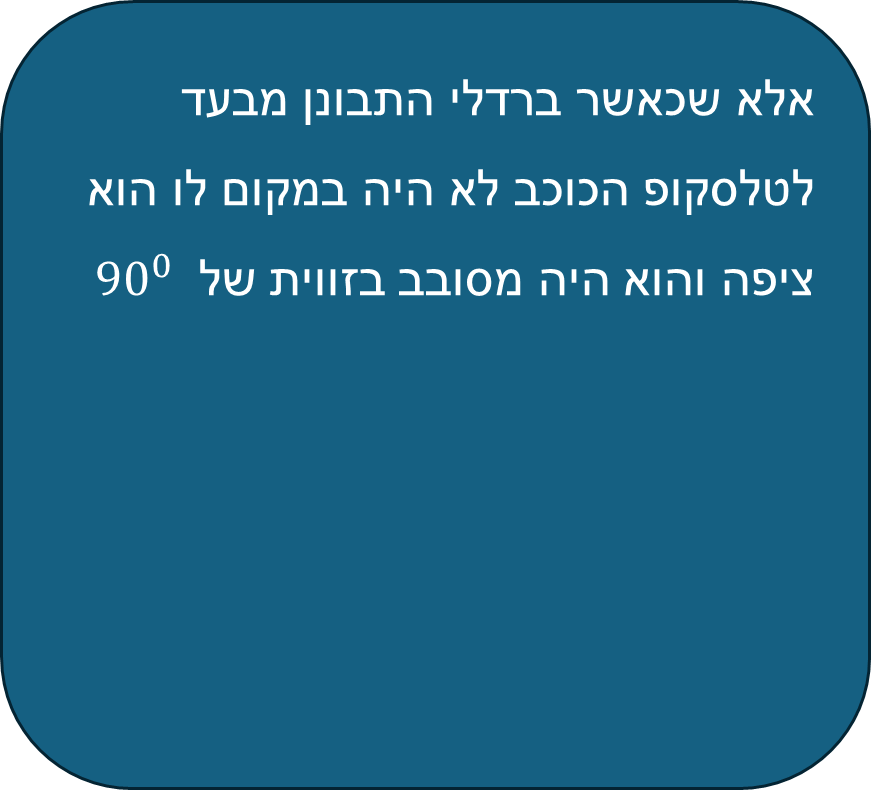 אלא שכאשר ברדלי התבונן מבעד
לטלסקופ הכוכב לא היה במקום לו הוא
ציפה והוא היה מסובב בזווית של 90⁰